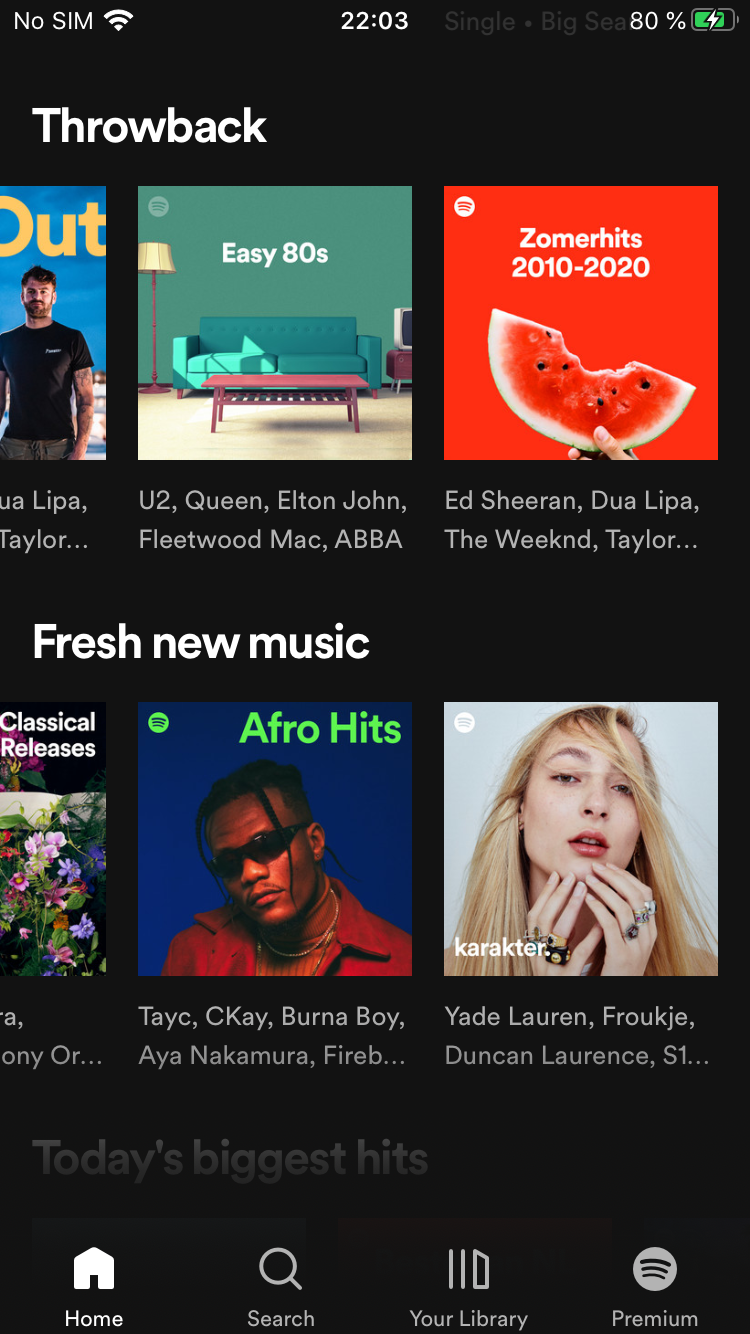 No SIM 22:03 Single • Big Sea 80 %
Throwback
Out
Easy 80s
Zomerhits
2010-2020
ua Lipa,
Taylor...
U2, Queen, Elton John,
Fleetwood Mac, ABBA
Ed Sheeran, Dua Lipa,
The Weeknd, Taylor...
Fresh new music
Classical
Releases
Afro Hits
karakter.
ra,
ony Or...
Tayc, CKay, Burna Boy,
Aya Nakamura, Fireb...
Yade Lauren, Froukje,
Duncan Laurence, S1...
Today's biggest hits
Home Search Your Library Premium